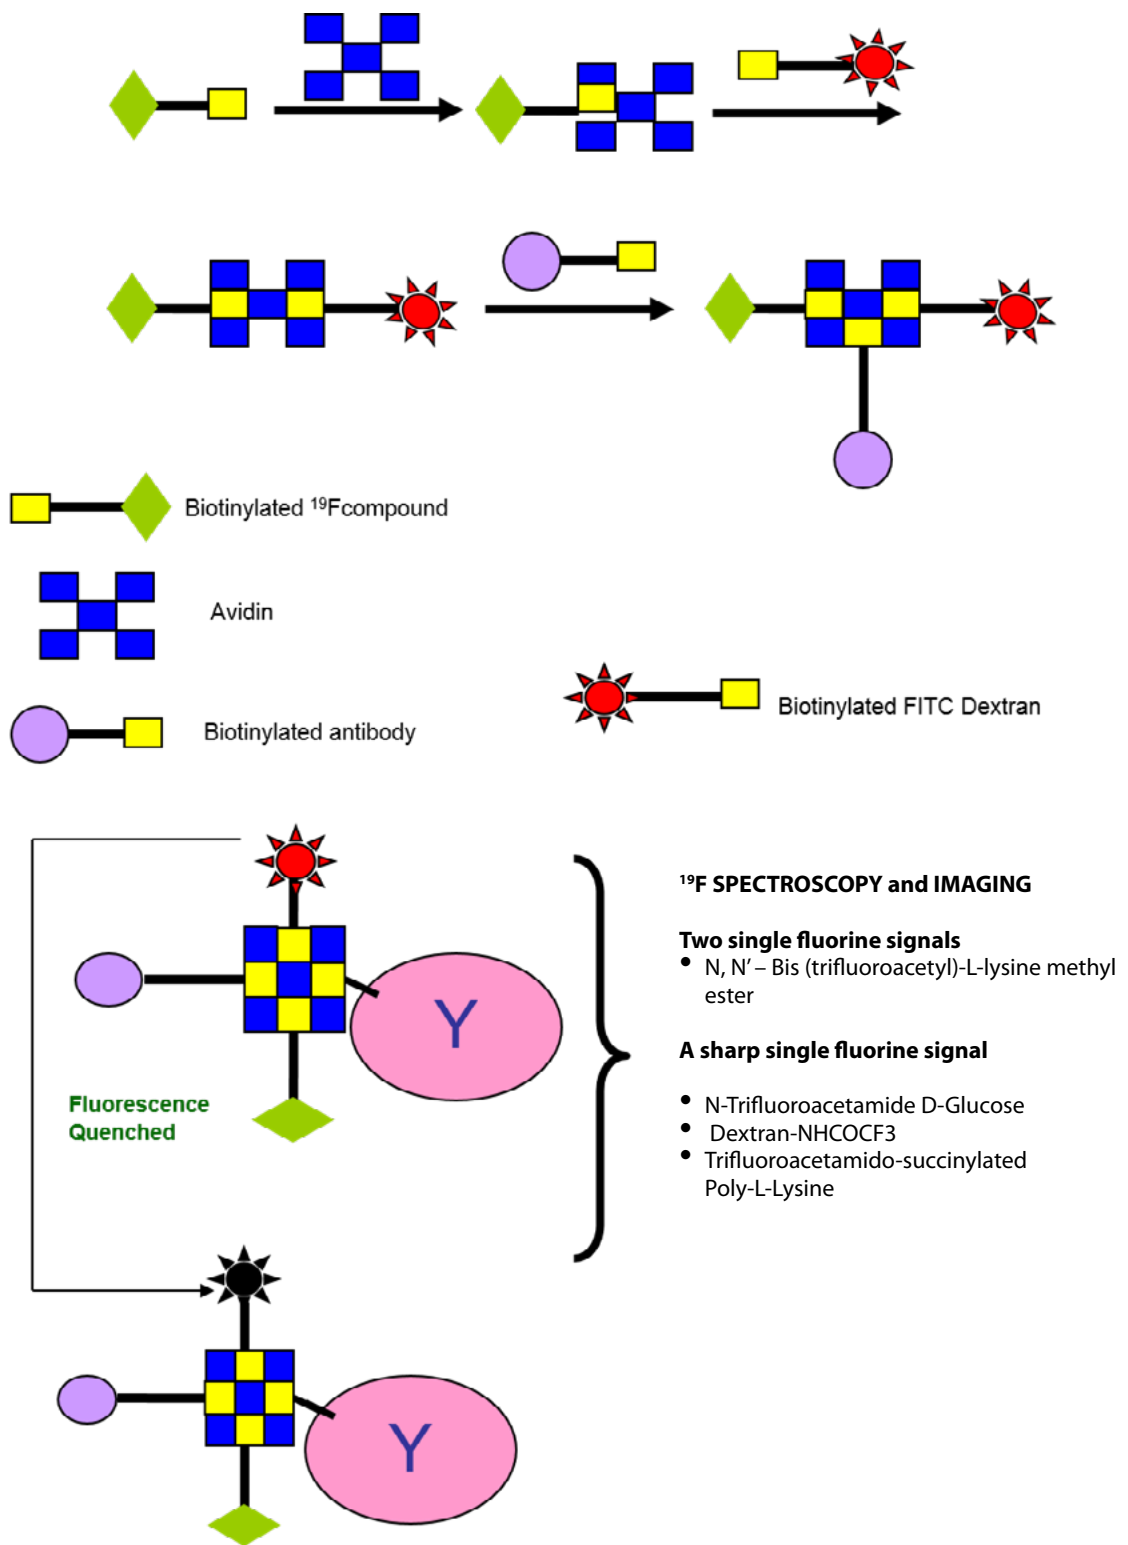 Biotinylated ¹⁹Fcompound
Avidin
Biotinylated antibody
Biotinylated FITC Dextran
¹⁹F SPECTROSCOPY and IMAGING
Two single fluorine signals
• N, N’ – Bis (trifluoroacetyl)-L-lysine methyl
ester
A sharp single fluorine signal
• N-Trifluoroacetamide D-Glucose
• Dextran-NHCOCF3
• Trifluoroacetamido-succinylated
Poly-L-Lysine
Y
Fluorescence
Quenched
Y